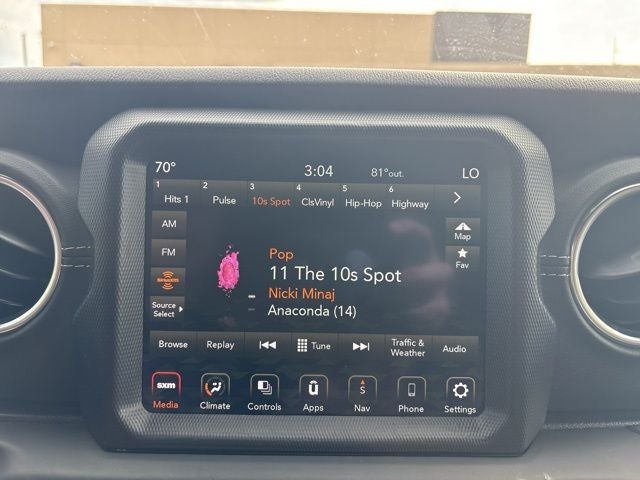 70° 3:04 81°out. LO
1 2 3 4 5 6
Hits 1 Pulse 10s Spot ClsVinyl Hip-Hop Highway
AM
FM
SiriusXM
Source
Select
Map
Fav
Pop
11 The 10s Spot
Nicki Minaj
Anaconda (14)
Browse Replay Tune Traffic &
Weather Audio
sxm
S
Media Climate Controls Apps Nav Phone Settings